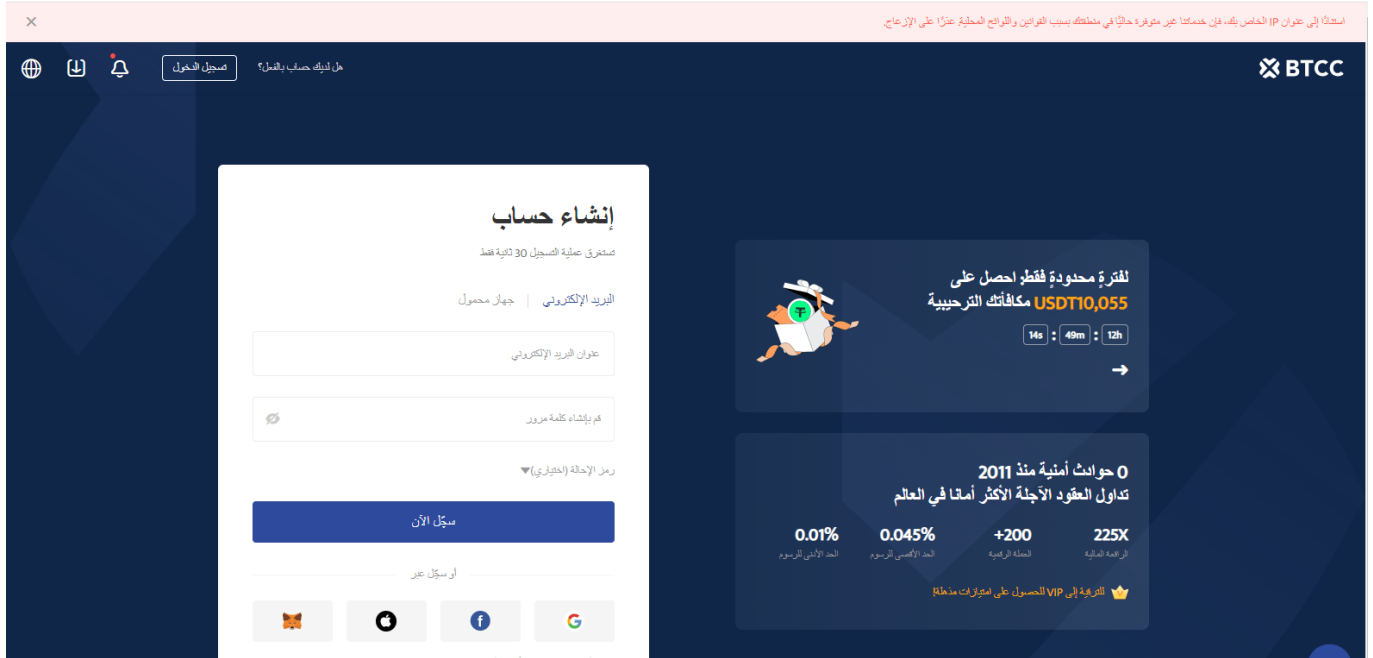 استنادًا إلى عنوان IP الخاص بك، فإن خدماتنا غير متوفرة حاليًا في منطقتك بسبب القوانين واللوائح المحلية. عذرًا على الإزعاج.
BTCC
هل لديك حساب بالفعل؟
تسجيل الدخول
لفترةٍ محدودةٍ فقط! احصل على
USDT10,055 مكافأتك الترحيبية
12h : 49m : 14s
0 حوادث أمنية منذ 2011
تداول العقود الآجلة الأكثر أمانا في العالم
225X
الرافعة المالية
200+
العملة الرقمية
0.045%
الحد الأقصى للرسوم
0.01%
الحد الأدنى للرسوم
الترقية إلى VIP للحصول على امتيازات مذهلة!
إنشاء حساب
تستغرق عملية التسجيل 30 ثانية فقط
البريد الإلكتروني | جهاز محمول
عنوان البريد الإلكتروني
قم بإنشاء كلمة مرور
رمز الإحالة (اختياري)
سجّل الآن
أو سجّل عبر